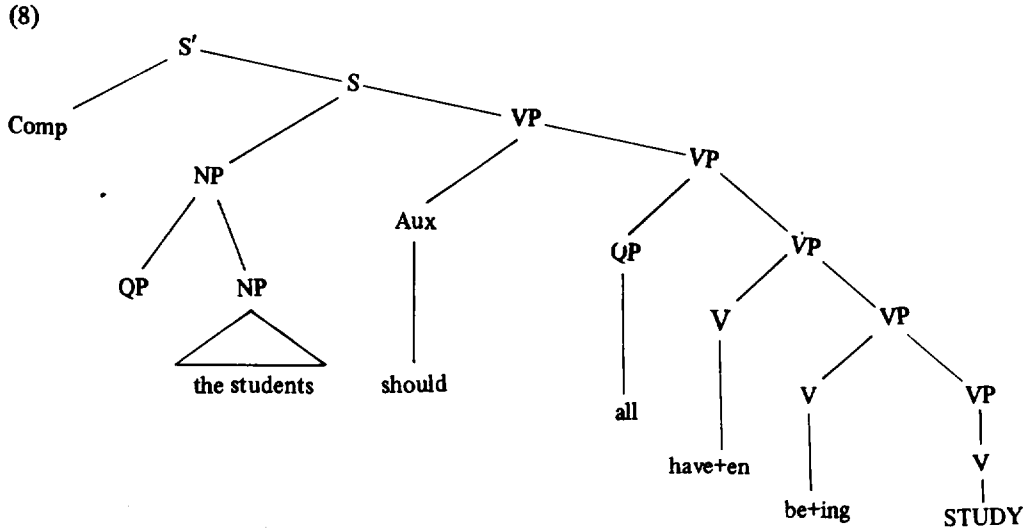 (8)
S'
S
Comp
VP
VP
NP
Aux
QP
VP
QP
NP
V
VP
the students
should
all
V
VP
have+en
V
be+ing
STUDY